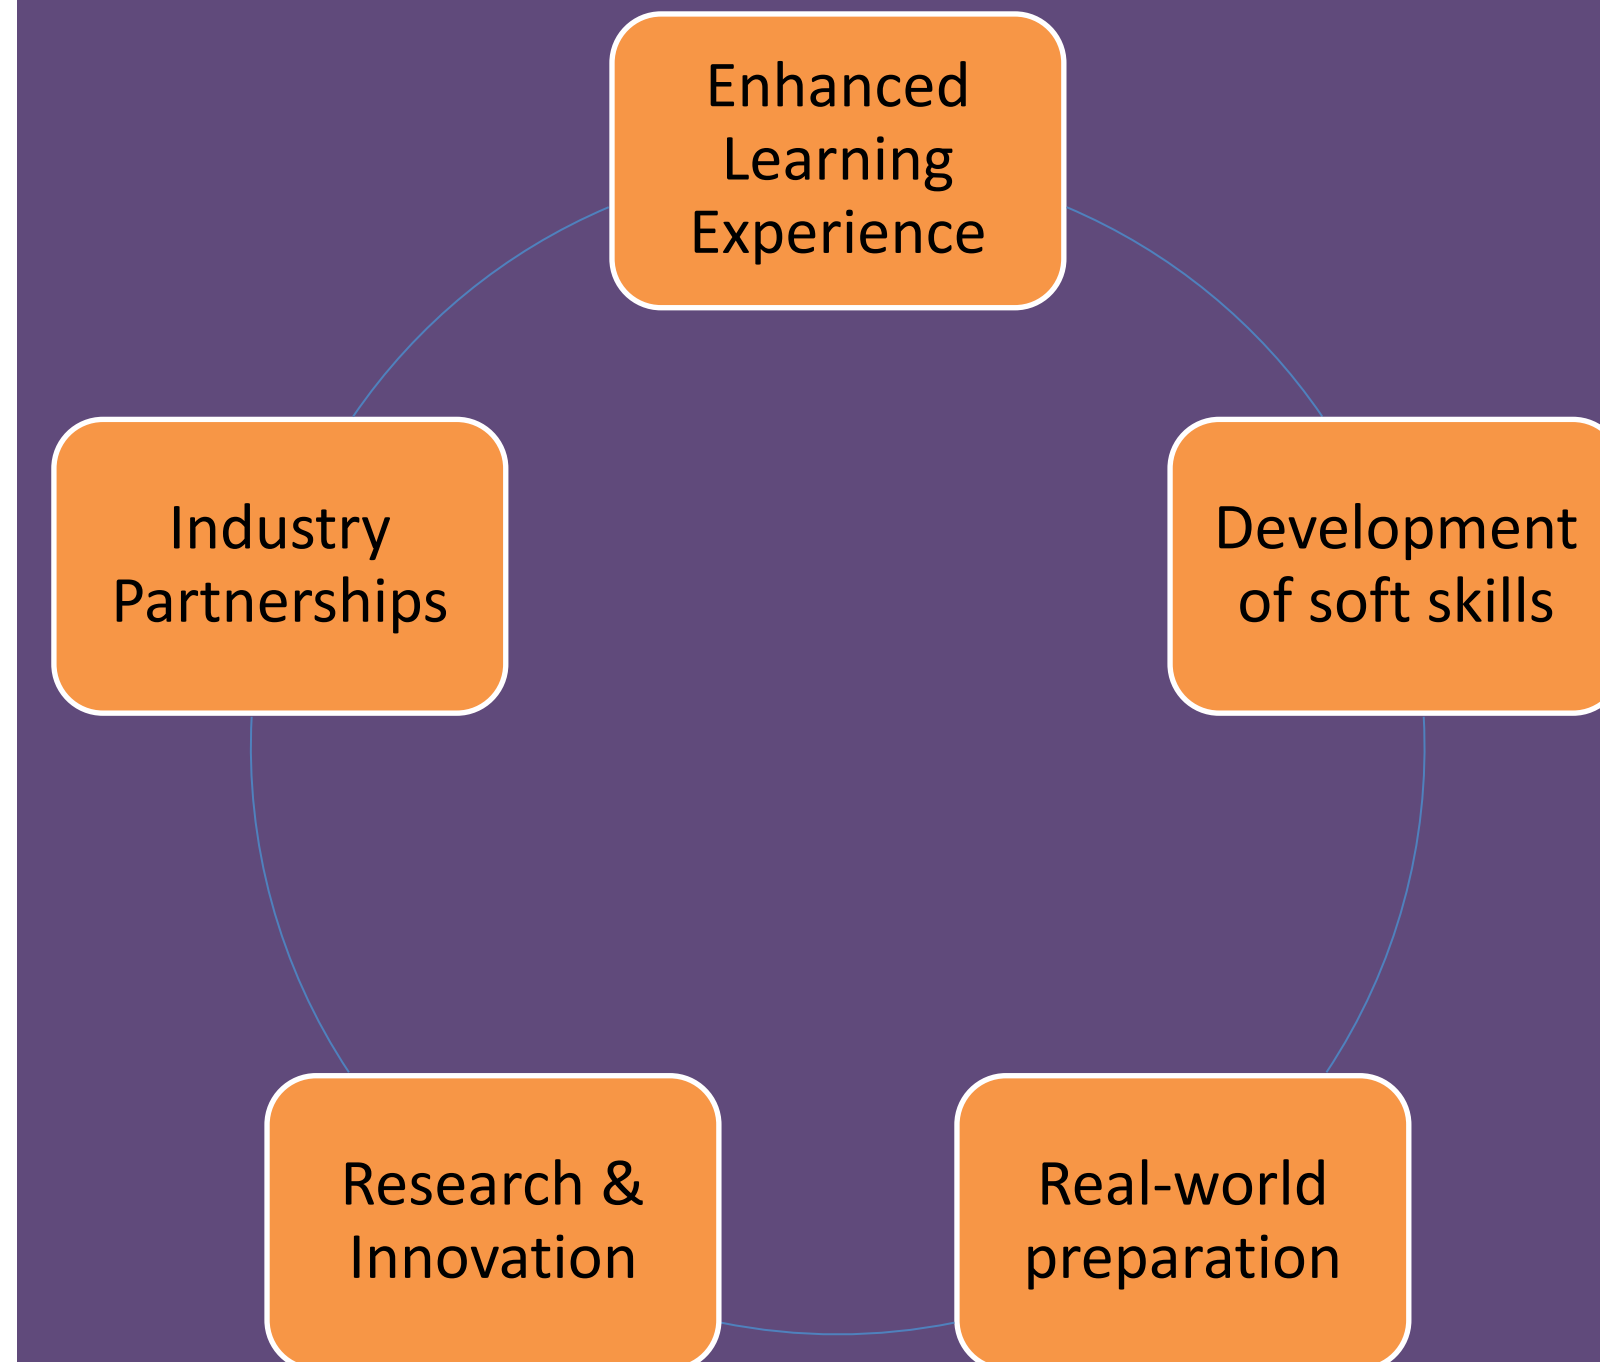 Enhanced
Learning
Experience
Industry
Partnerships
Development
of soft skills
Research &
Innovation
Real-world
preparation